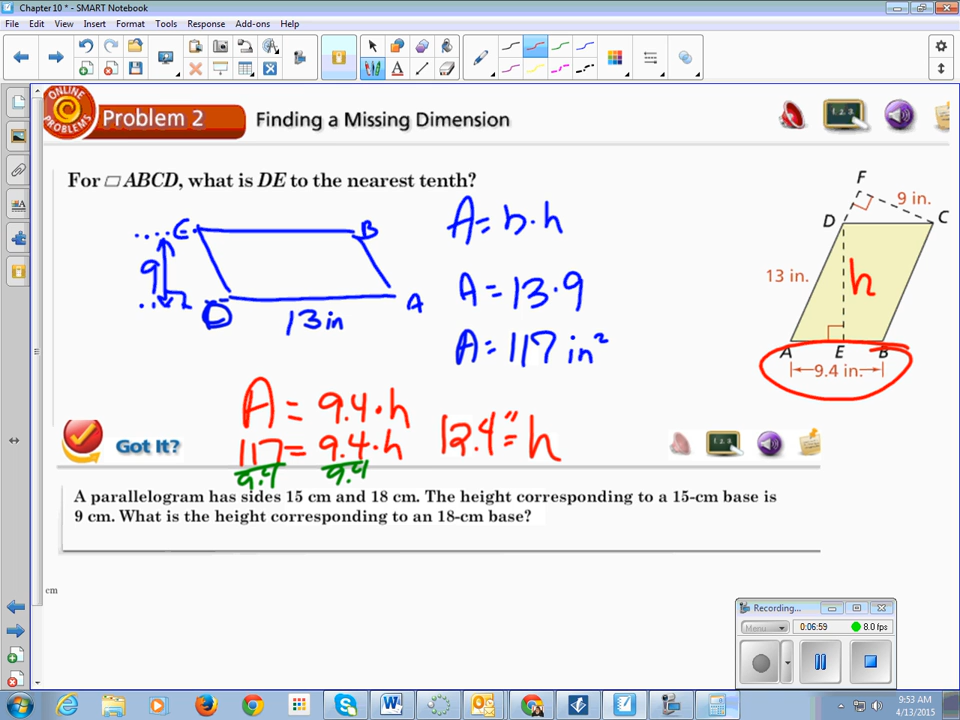 Chapter 10 * - SMART Notebook
File Edit View Insert Format Tools Response Add-ons Help
ONLINE PROBLEMS
Problem 2 Finding a Missing Dimension
For ▱ABCD, what is DE to the nearest tenth?
F
9 in.
D
C
13 in.
h
A E B
9.4 in.
B
9
D
A
13 in
A = b · h
A = 13 · 9
A = 117 in²
A = 9.4 · h
117 = 9.4 · h
9.4 9.4
12.4" = h
Got It?
A parallelogram has sides 15 cm and 18 cm. The height corresponding to a 15-cm base is
9 cm. What is the height corresponding to an 18-cm base?
cm
Recording...
Menu
0:06:59
8.0 fps
9:53 AM
4/13/2015